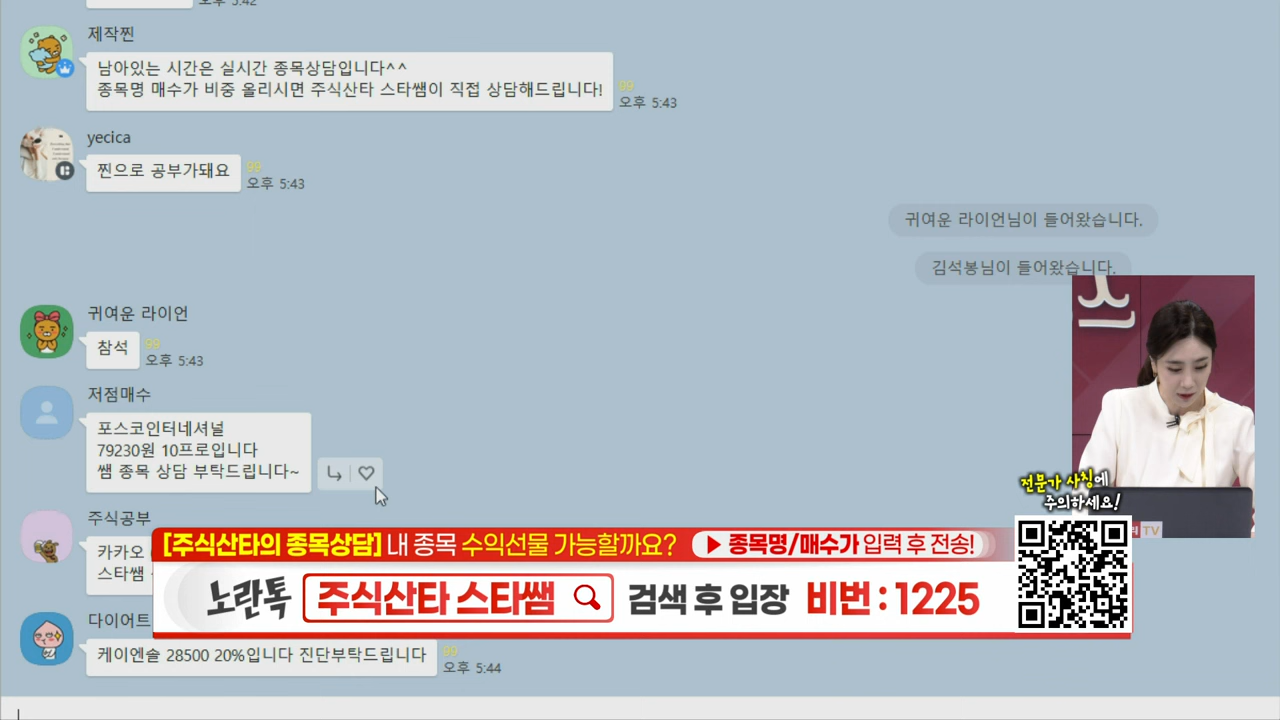 오후 5:42
제작찐
남아있는 시간은 실시간 종목상담입니다^^
종목명 매수가 비중 올리시면 주식산타 스타쌤이 직접 상담해드립니다!
99
오후 5:43
yecica
찐으로 공부가돼요
99
오후 5:43
귀여운 라이언님이 들어왔습니다.
김석봉님이 들어왔습니다.
귀여운 라이언
참석
99
오후 5:43
저점매수
포스코인터네셔널
79230원 10프로입니다
쌤 종목 상담 부탁드립니다~
전문가 사칭에
주의하세요!
TV
주식공부
카카오
스타쌤
[주식산타의 종목상담] 내 종목 수익선물 가능할까요?
종목명/매수가 입력 후 전송!
노란톡 주식산타 스타쌤 검색 후 입장 비번 : 1225
다이어트
케이엔솔 28500 20%입니다 진단부탁드립니다
99
오후 5:44